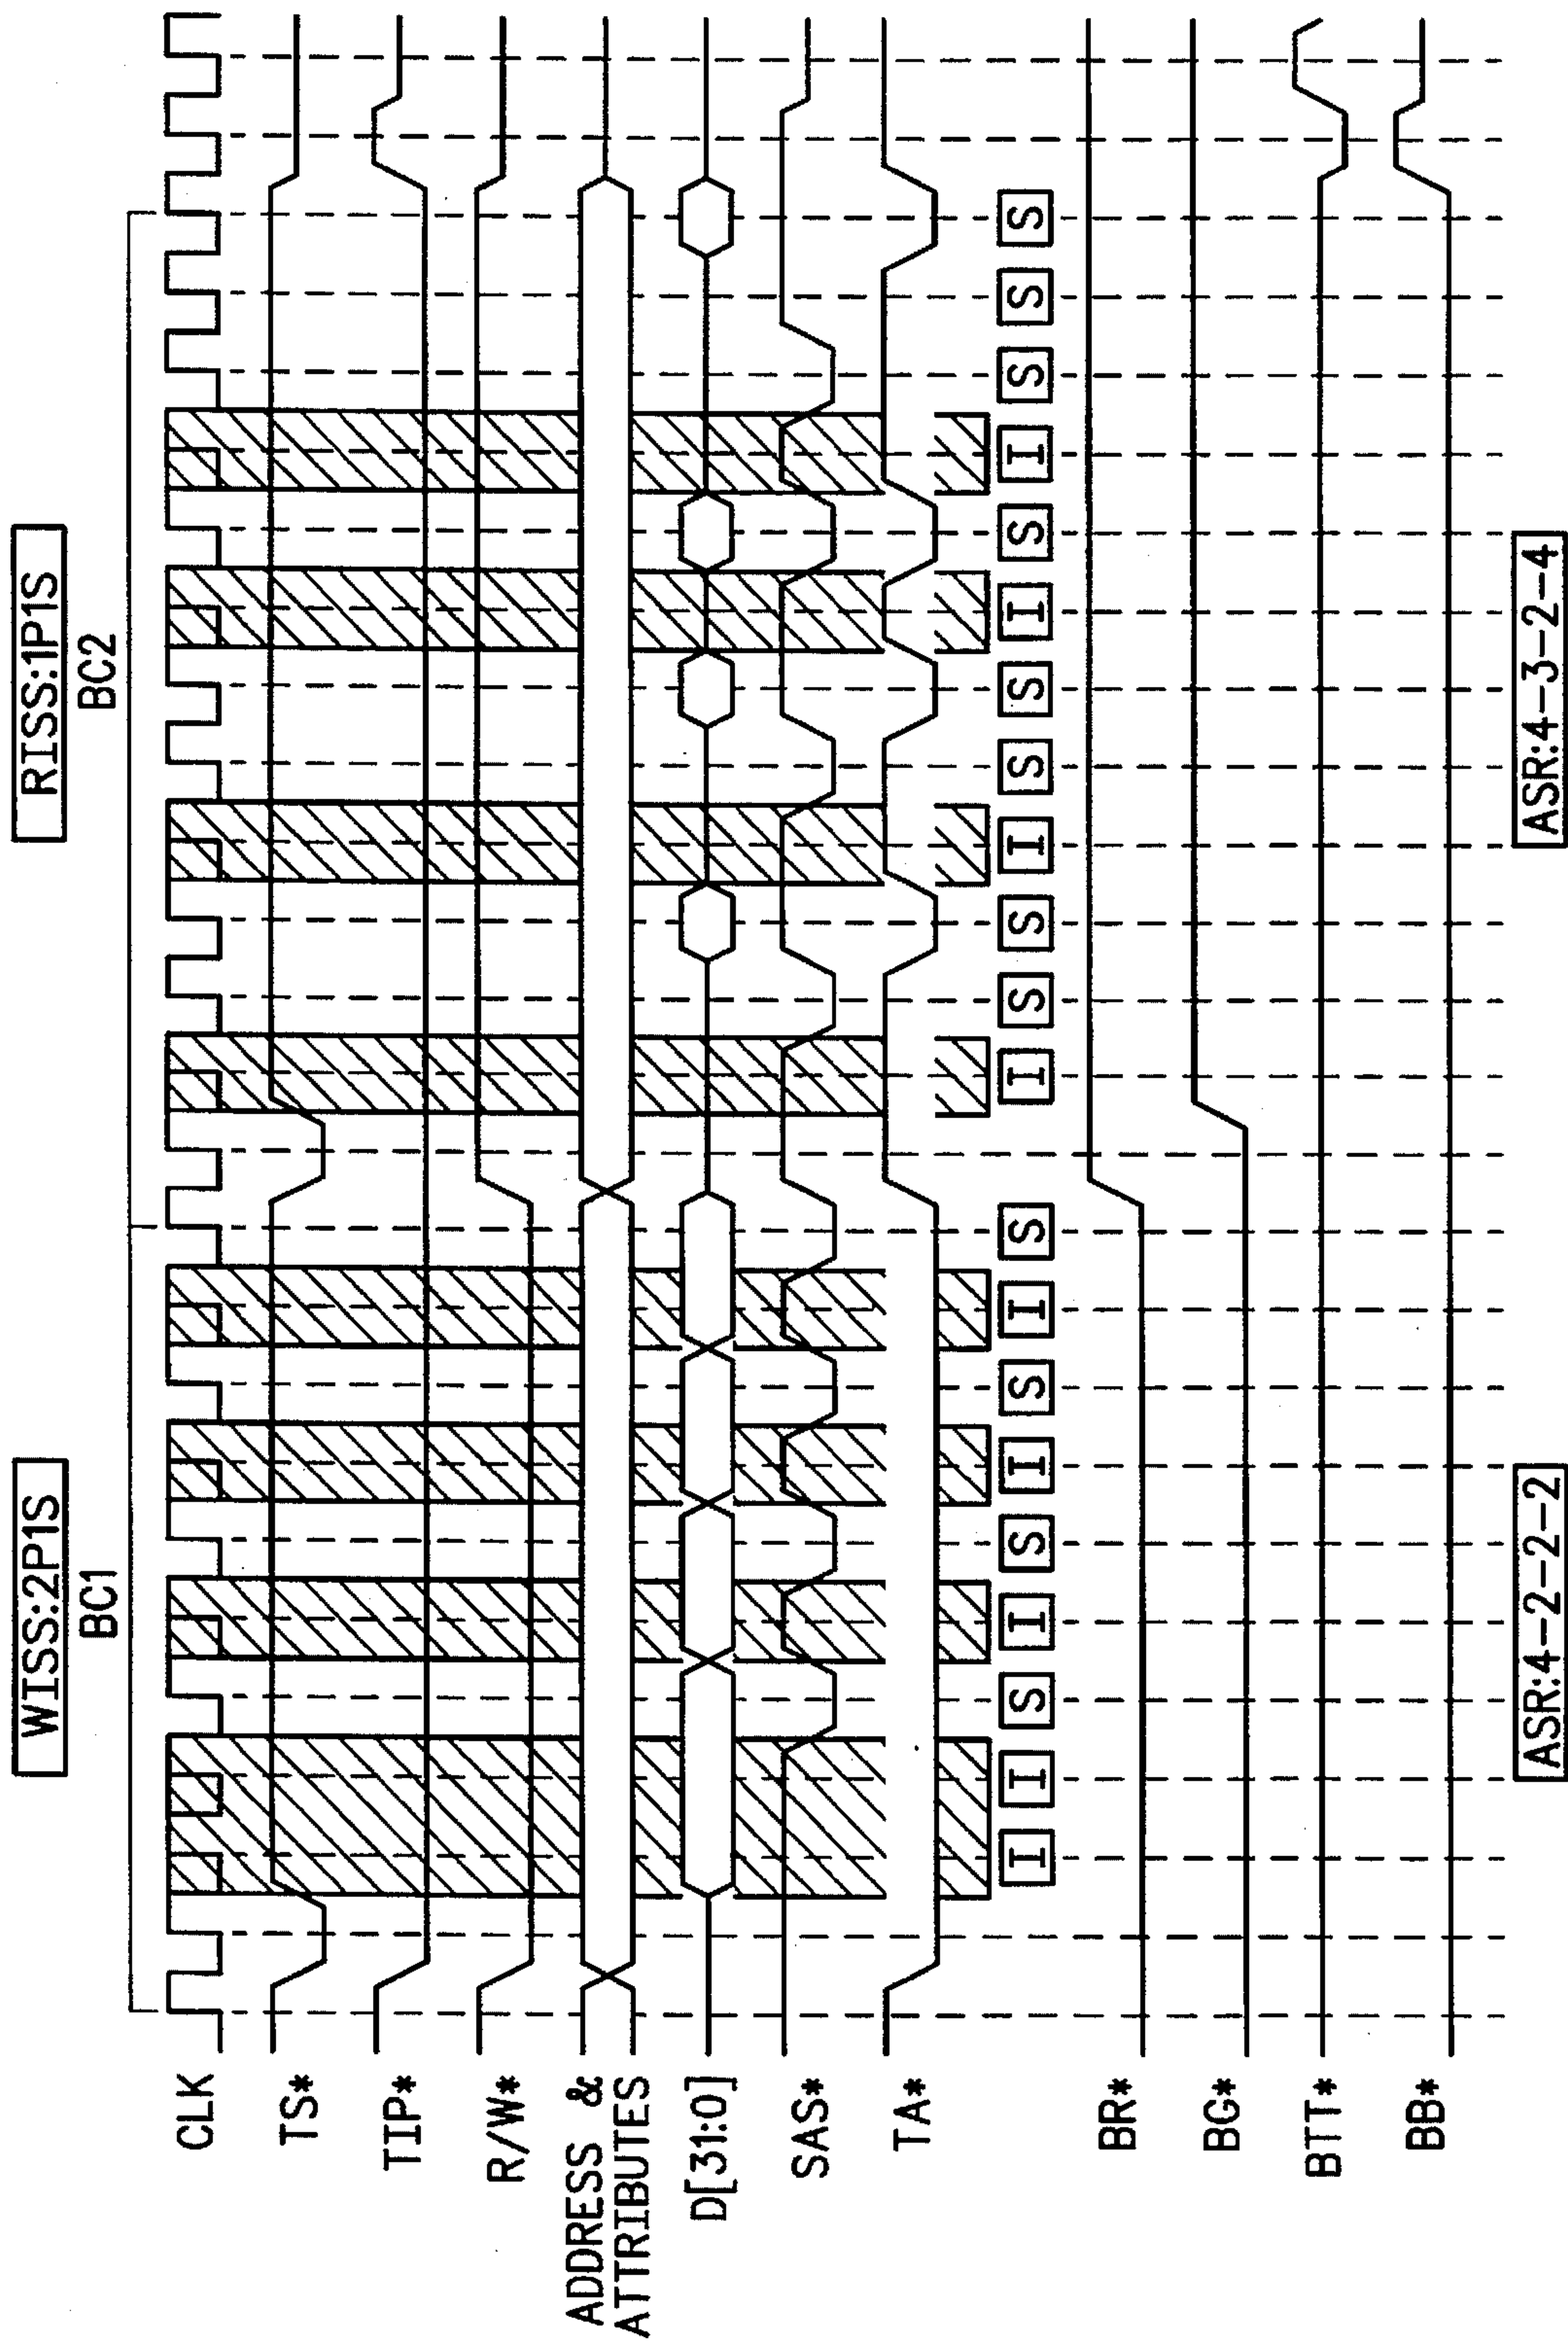 WISS:2P1S RISS:1P1S
BC1 BC2
CLK
TS*
TIP*
R/W*
ADDRESS &
ATTRIBUTES
D[31:0]
SAS*
TA*
I I S I S I S I S I S S I S S I S I S S S
BR*
BG*
BTT*
BB*
ASR:4-2-2-2 ASR:4-3-2-4